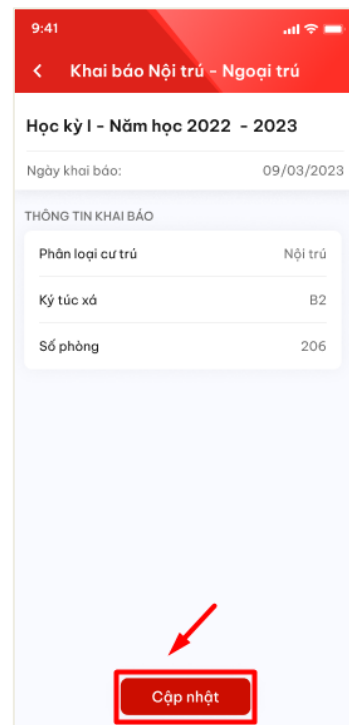 9:41
Khai báo Nội trú - Ngoại trú
Học kỳ I - Năm học 2022 - 2023
Ngày khai báo: 09/03/2023
THÔNG TIN KHAI BÁO
Phân loại cư trú Nội trú
Ký túc xá B2
Số phòng 206
Cập nhật